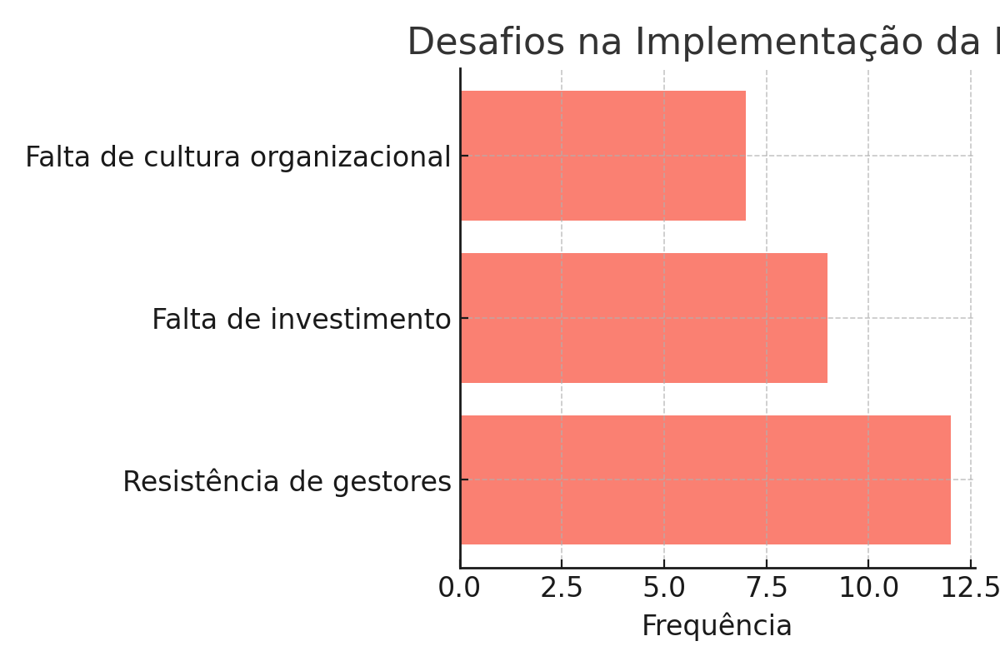 Desafios na Implementação da
Falta de cultura organizacional
Falta de investimento
Resistência de gestores
0.0 2.5 5.0 7.5 10.0 12.5
Frequência